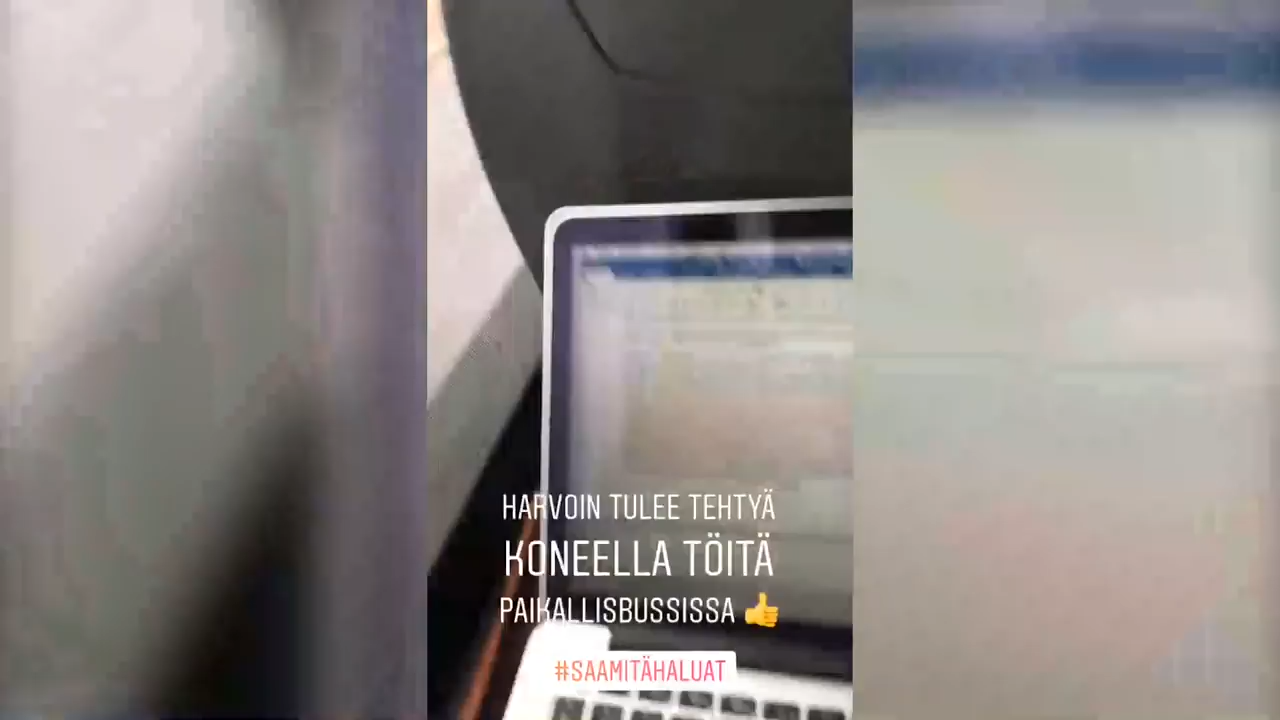 HARVOIN TULEE TEHTYÄ
KONEELLA TÖITÄ
PAIKALLISBUSSISSA 👍
#SAAMITÄHALUAT